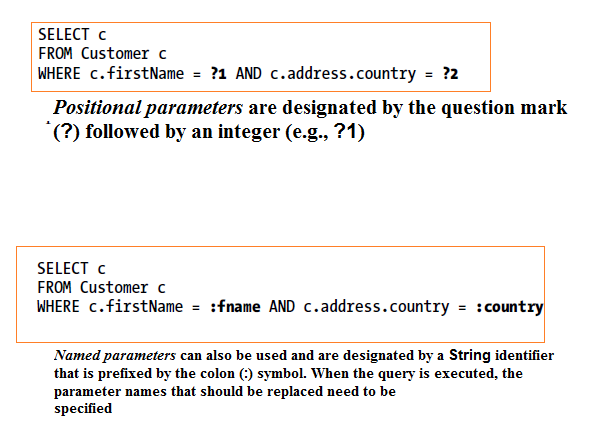 SELECT c
FROM Customer c
WHERE c.firstName = ?1 AND c.address.country = ?2
Positional parameters are designated by the question mark
(?) followed by an integer (e.g., ?1)
SELECT c
FROM Customer c
WHERE c.firstName = :fname AND c.address.country = :country
Named parameters can also be used and are designated by a String identifier
that is prefixed by the colon (:) symbol. When the query is executed, the
parameter names that should be replaced need to be
specified